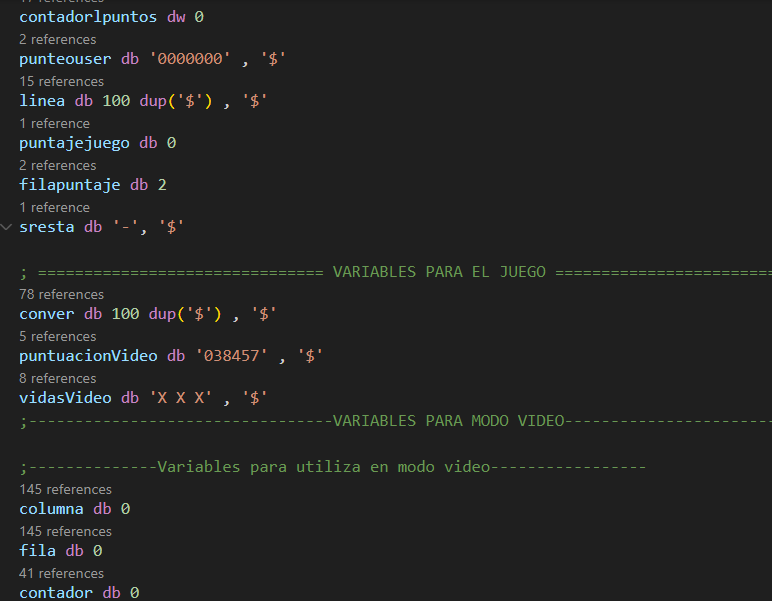 contadorlpuntos dw 0
2 references
punteouser db '0000000' , '$'
15 references
linea db 100 dup('$') , '$'
1 reference
puntajejuego db 0
2 references
filapuntaje db 2
1 reference
sresta db '-', '$'
; =============================== VARIABLES PARA EL JUEGO ========================
78 references
conver db 100 dup('$') , '$'
5 references
puntuacionVideo db '038457' , '$'
8 references
vidasVideo db 'X X X' , '$'
;---------------------------------VARIABLES PARA MODO VIDEO-----------------------
;--------------Variables para utiliza en modo video-----------------
145 references
columna db 0
145 references
fila db 0
41 references
contador db 0